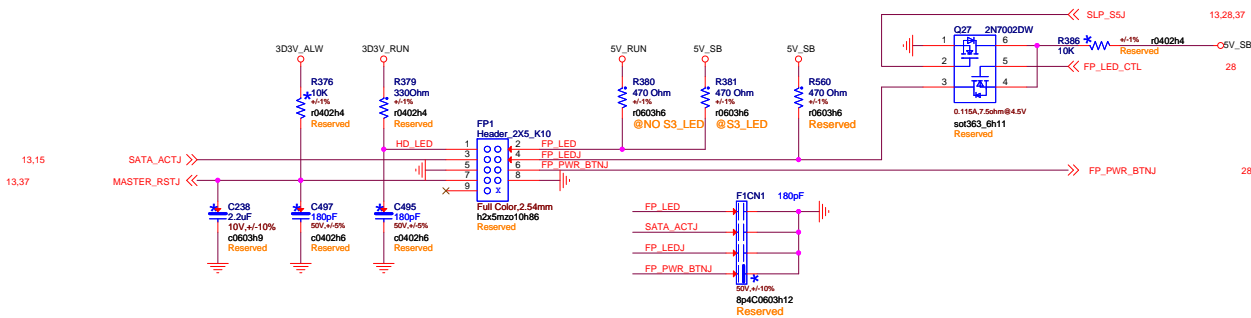 SLP_S5J 13,28,37
Q27 2N7002DW
1 6
2 5
3 4
R386 +/-1% r0402h4
10K Reserved
5V_SB
FP_LED_CTL 28
0.115A,7.5ohm@4.5V
sot363_6h11
Reserved
3D3V_ALW 3D3V_RUN 5V_RUN 5V_SB 5V_SB
R376
10K
+/-1%
r0402h4
Reserved
R379
330Ohm
+/-1%
r0402h4
Reserved
R380
470 Ohm
+/-1%
r0603h6
@NO S3_LED
R381
470 Ohm
+/-1%
r0603h6
@S3_LED
R560
470 Ohm
+/-1%
r0603h6
Reserved
FP1
Header_2X5_K10
HD_LED 1 2 FP_LED
13,15 SATA_ACTJ 3 4 FP_LEDJ
5 6 FP_PWR_BTNJ
FP_PWR_BTNJ 28
13,37 MASTER_RSTJ 7 8
9 X
Full Color,2.54mm
h2x5mzo10h86
Reserved
C238
2.2uF
10V,+/-10%
c0603h9
Reserved
C497
180pF
50V,+/-5%
c0402h6
Reserved
C495
180pF
50V,+/-5%
c0402h6
Reserved
F1CN1 180pF
FP_LED
SATA_ACTJ
FP_LEDJ
FP_PWR_BTNJ
50V,+/-10%
8p4C0603h12
Reserved